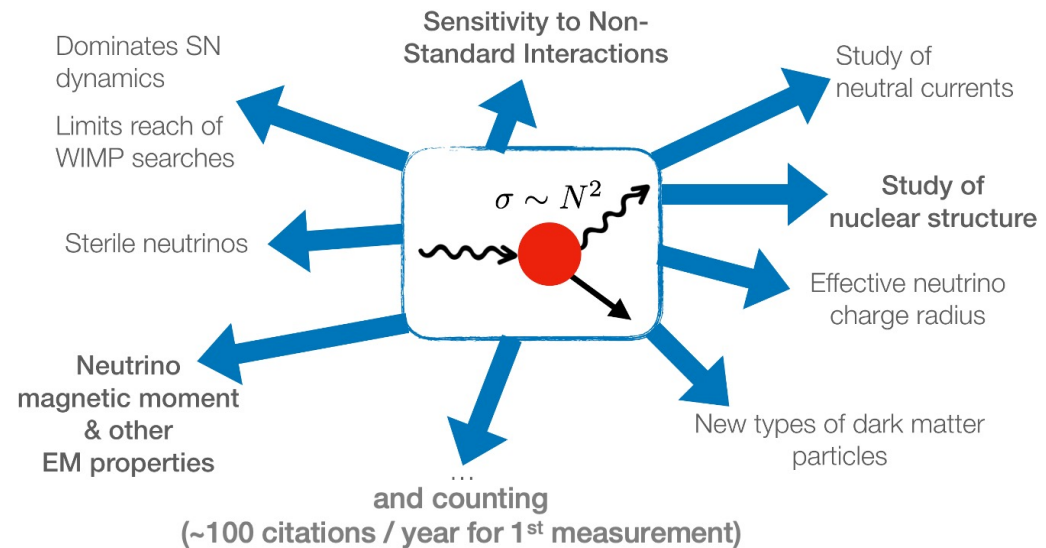 Sensitivity to Non-
Standard Interactions
Dominates SN
dynamics
Limits reach of
WIMP searches
Study of
neutral currents
σ ∼ N²
Study of
nuclear structure
Sterile neutrinos
Effective neutrino
charge radius
Neutrino
magnetic moment
& other
EM properties
New types of dark matter
particles
...
and counting
(~100 citations / year for 1st measurement)